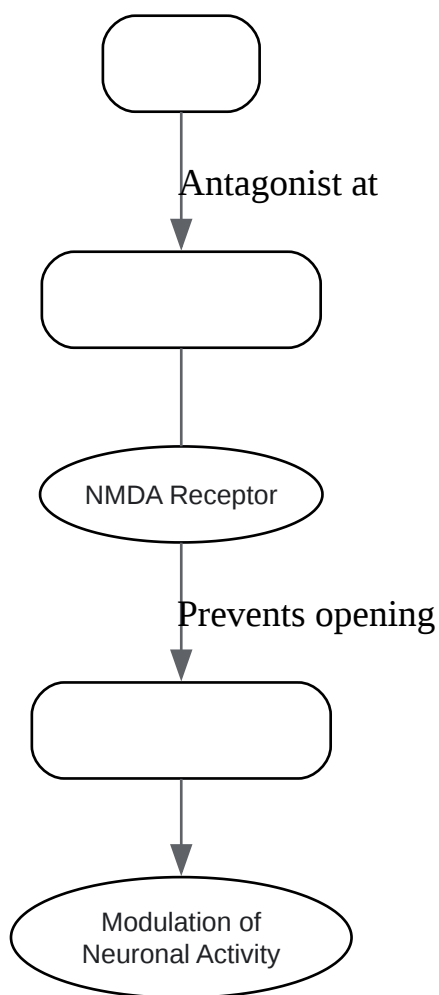 Antagonist at
NMDA Receptor
Prevents opening
Modulation of
Neuronal Activity